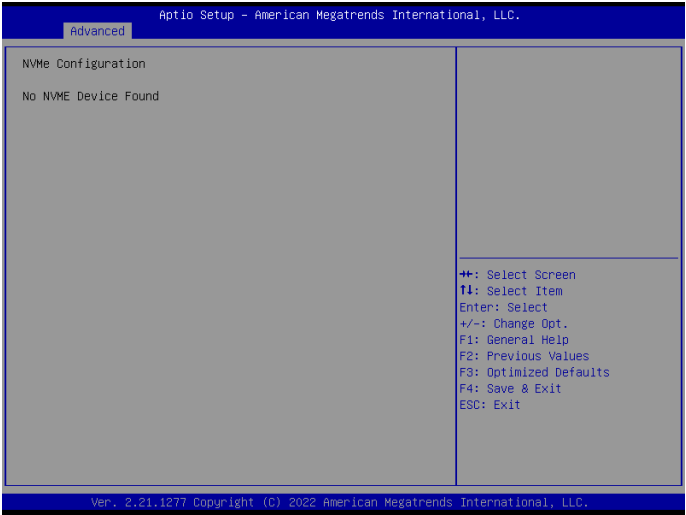 Aptio Setup – American Megatrends International, LLC.
Advanced
NVMe Configuration
No NVME Device Found
→←: Select Screen
↑↓: Select Item
Enter: Select
+/-: Change Opt.
F1: General Help
F2: Previous Values
F3: Optimized Defaults
F4: Save & Exit
ESC: Exit
Ver. 2.21.1277 Copyright (C) 2022 American Megatrends International, LLC.